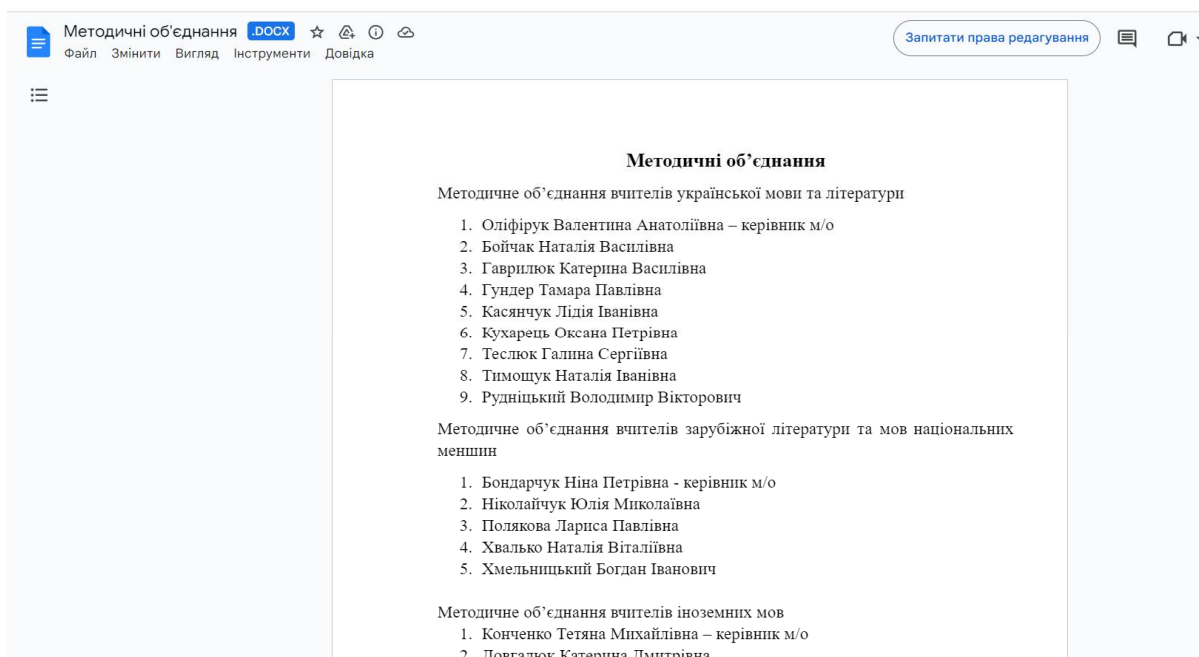 Методичні об'єднання .DOCX
Файл Змінити Вигляд Інструменти Довідка
Запитати права редагування
Методичні об’єднання
Методичне об’єднання вчителів української мови та літератури
1. Оліфірук Валентина Анатоліївна – керівник м/о
2. Бойчак Наталія Василівна
3. Гаврилюк Катерина Василівна
4. Гундер Тамара Павлівна
5. Касянчук Лідія Іванівна
6. Кухарець Оксана Петрівна
7. Теслюк Галина Сергіївна
8. Тимощук Наталія Іванівна
9. Рудніцький Володимир Вікторович
Методичне об’єднання вчителів зарубіжної літератури та мов національних
меншин
1. Бондарчук Ніна Петрівна - керівник м/о
2. Ніколайчук Юлія Миколаївна
3. Полякова Лариса Павлівна
4. Хвалько Наталія Віталіївна
5. Хмельницький Богдан Іванович
Методичне об’єднання вчителів іноземних мов
1. Конченко Тетяна Михайлівна – керівник м/о
2. Довгалюк Катерина Дмитрівна